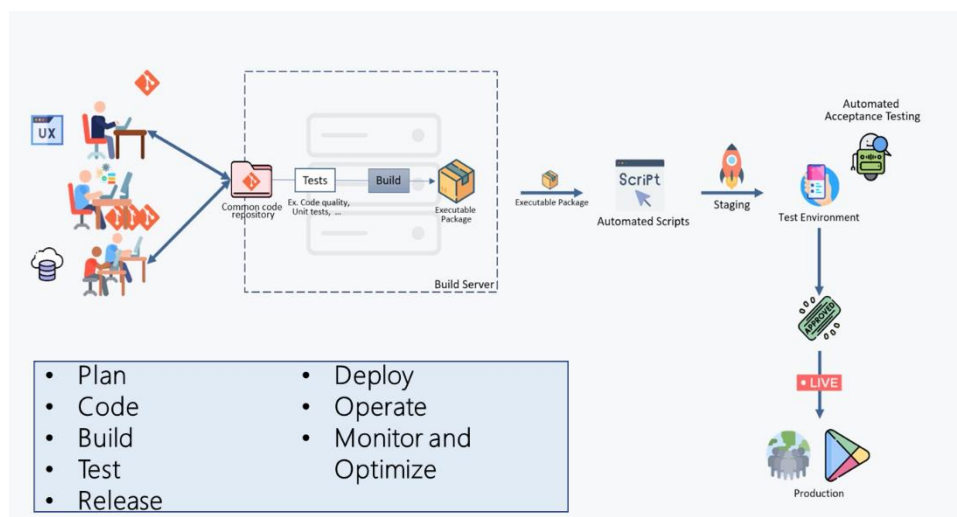 UX
Common code
repository
Tests
Ex. Code quality,
Unit tests, ...
Build
Executable
Package
Build Server
Executable Package
Script
Automated Scripts
Staging
Automated
Acceptance Testing
Test Environment
APPROVED
LIVE
Production
• Plan
• Code
• Build
• Test
• Release
• Deploy
• Operate
• Monitor and
Optimize